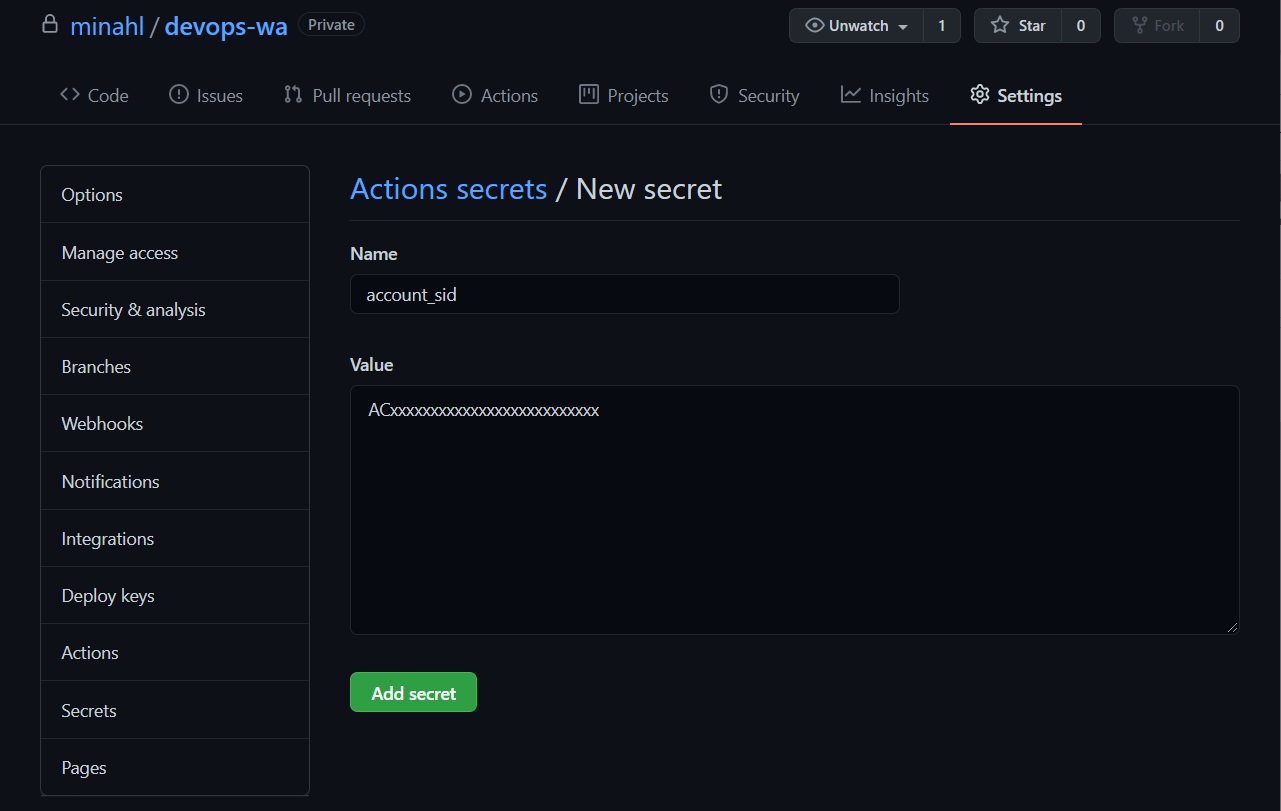 minahl / devops-wa Private
Unwatch 1 Star 0 Fork 0
Code Issues Pull requests Actions Projects Security Insights Settings
Options
Manage access
Security & analysis
Branches
Webhooks
Notifications
Integrations
Deploy keys
Actions
Secrets
Pages
Actions secrets / New secret
Name
account_sid
Value
ACxxxxxxxxxxxxxxxxxxxxxxxxxx
Add secret